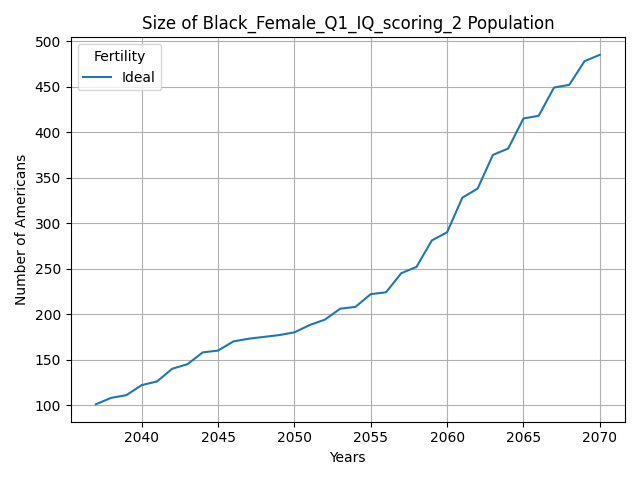 Size of Black_Female_Q1_IQ_scoring_2 Population
Fertility
Ideal
Number of Americans
500
450
400
350
300
250
200
150
100
2040 2045 2050 2055 2060 2065 2070
Years